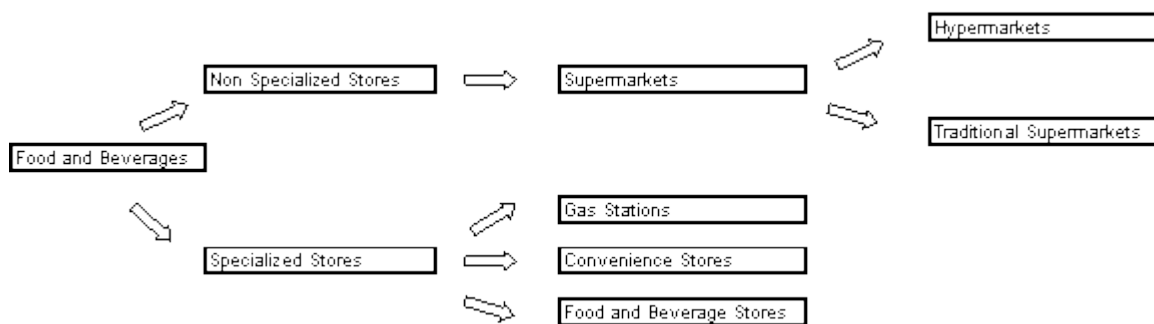 Hypermarkets
Non Specialized Stores
Supermarkets
Traditional Supermarkets
Food and Beverages
Gas Stations
Specialized Stores
Convenience Stores
Food and Beverage Stores